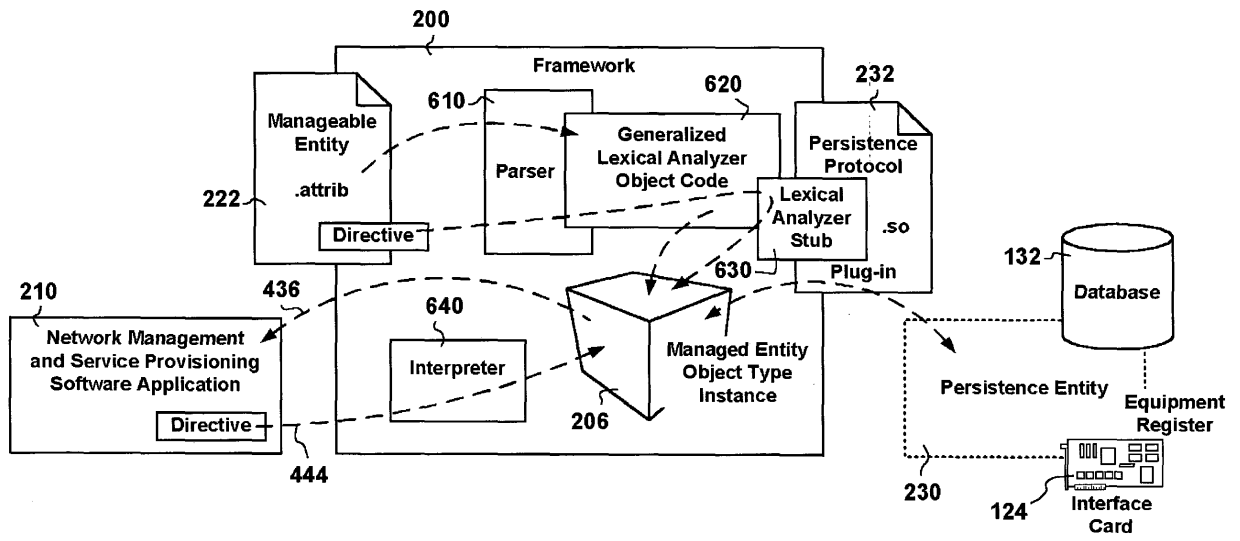 200
Framework
610
620
232
Manageable
Entity
.attrib
222
Directive
Parser
Generalized
Lexical Analyzer
Object Code
Persistence
Protocol
.so
Plug-in
Lexical
Analyzer
Stub
630
132
Database
210
436
640
Network Management
and Service Provisioning
Software Application
Directive
444
Interpreter
206
Managed Entity
Object Type
Instance
Persistence Entity
Equipment
Register
230
124
Interface
Card